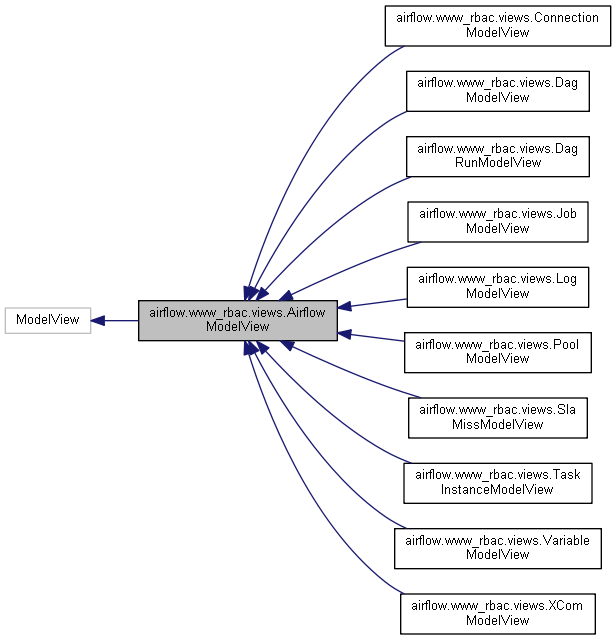 airflow.www_rbac.views.Connection
ModelView
airflow.www_rbac.views.Dag
ModelView
airflow.www_rbac.views.Dag
RunModelView
airflow.www_rbac.views.Job
ModelView
airflow.www_rbac.views.Log
ModelView
ModelView
airflow.www_rbac.views.Airflow
ModelView
airflow.www_rbac.views.Pool
ModelView
airflow.www_rbac.views.Sla
MissModelView
airflow.www_rbac.views.Task
InstanceModelView
airflow.www_rbac.views.Variable
ModelView
airflow.www_rbac.views.XCom
ModelView